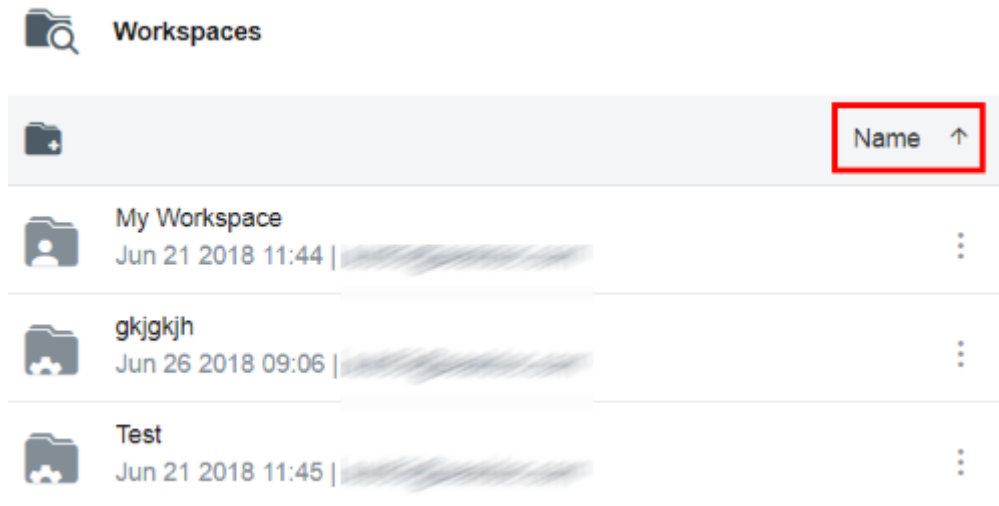 Workspaces
Name ↑
My Workspace
Jun 21 2018 11:44 |
gkjgkjh
Jun 26 2018 09:06 |
Test
Jun 21 2018 11:45 |